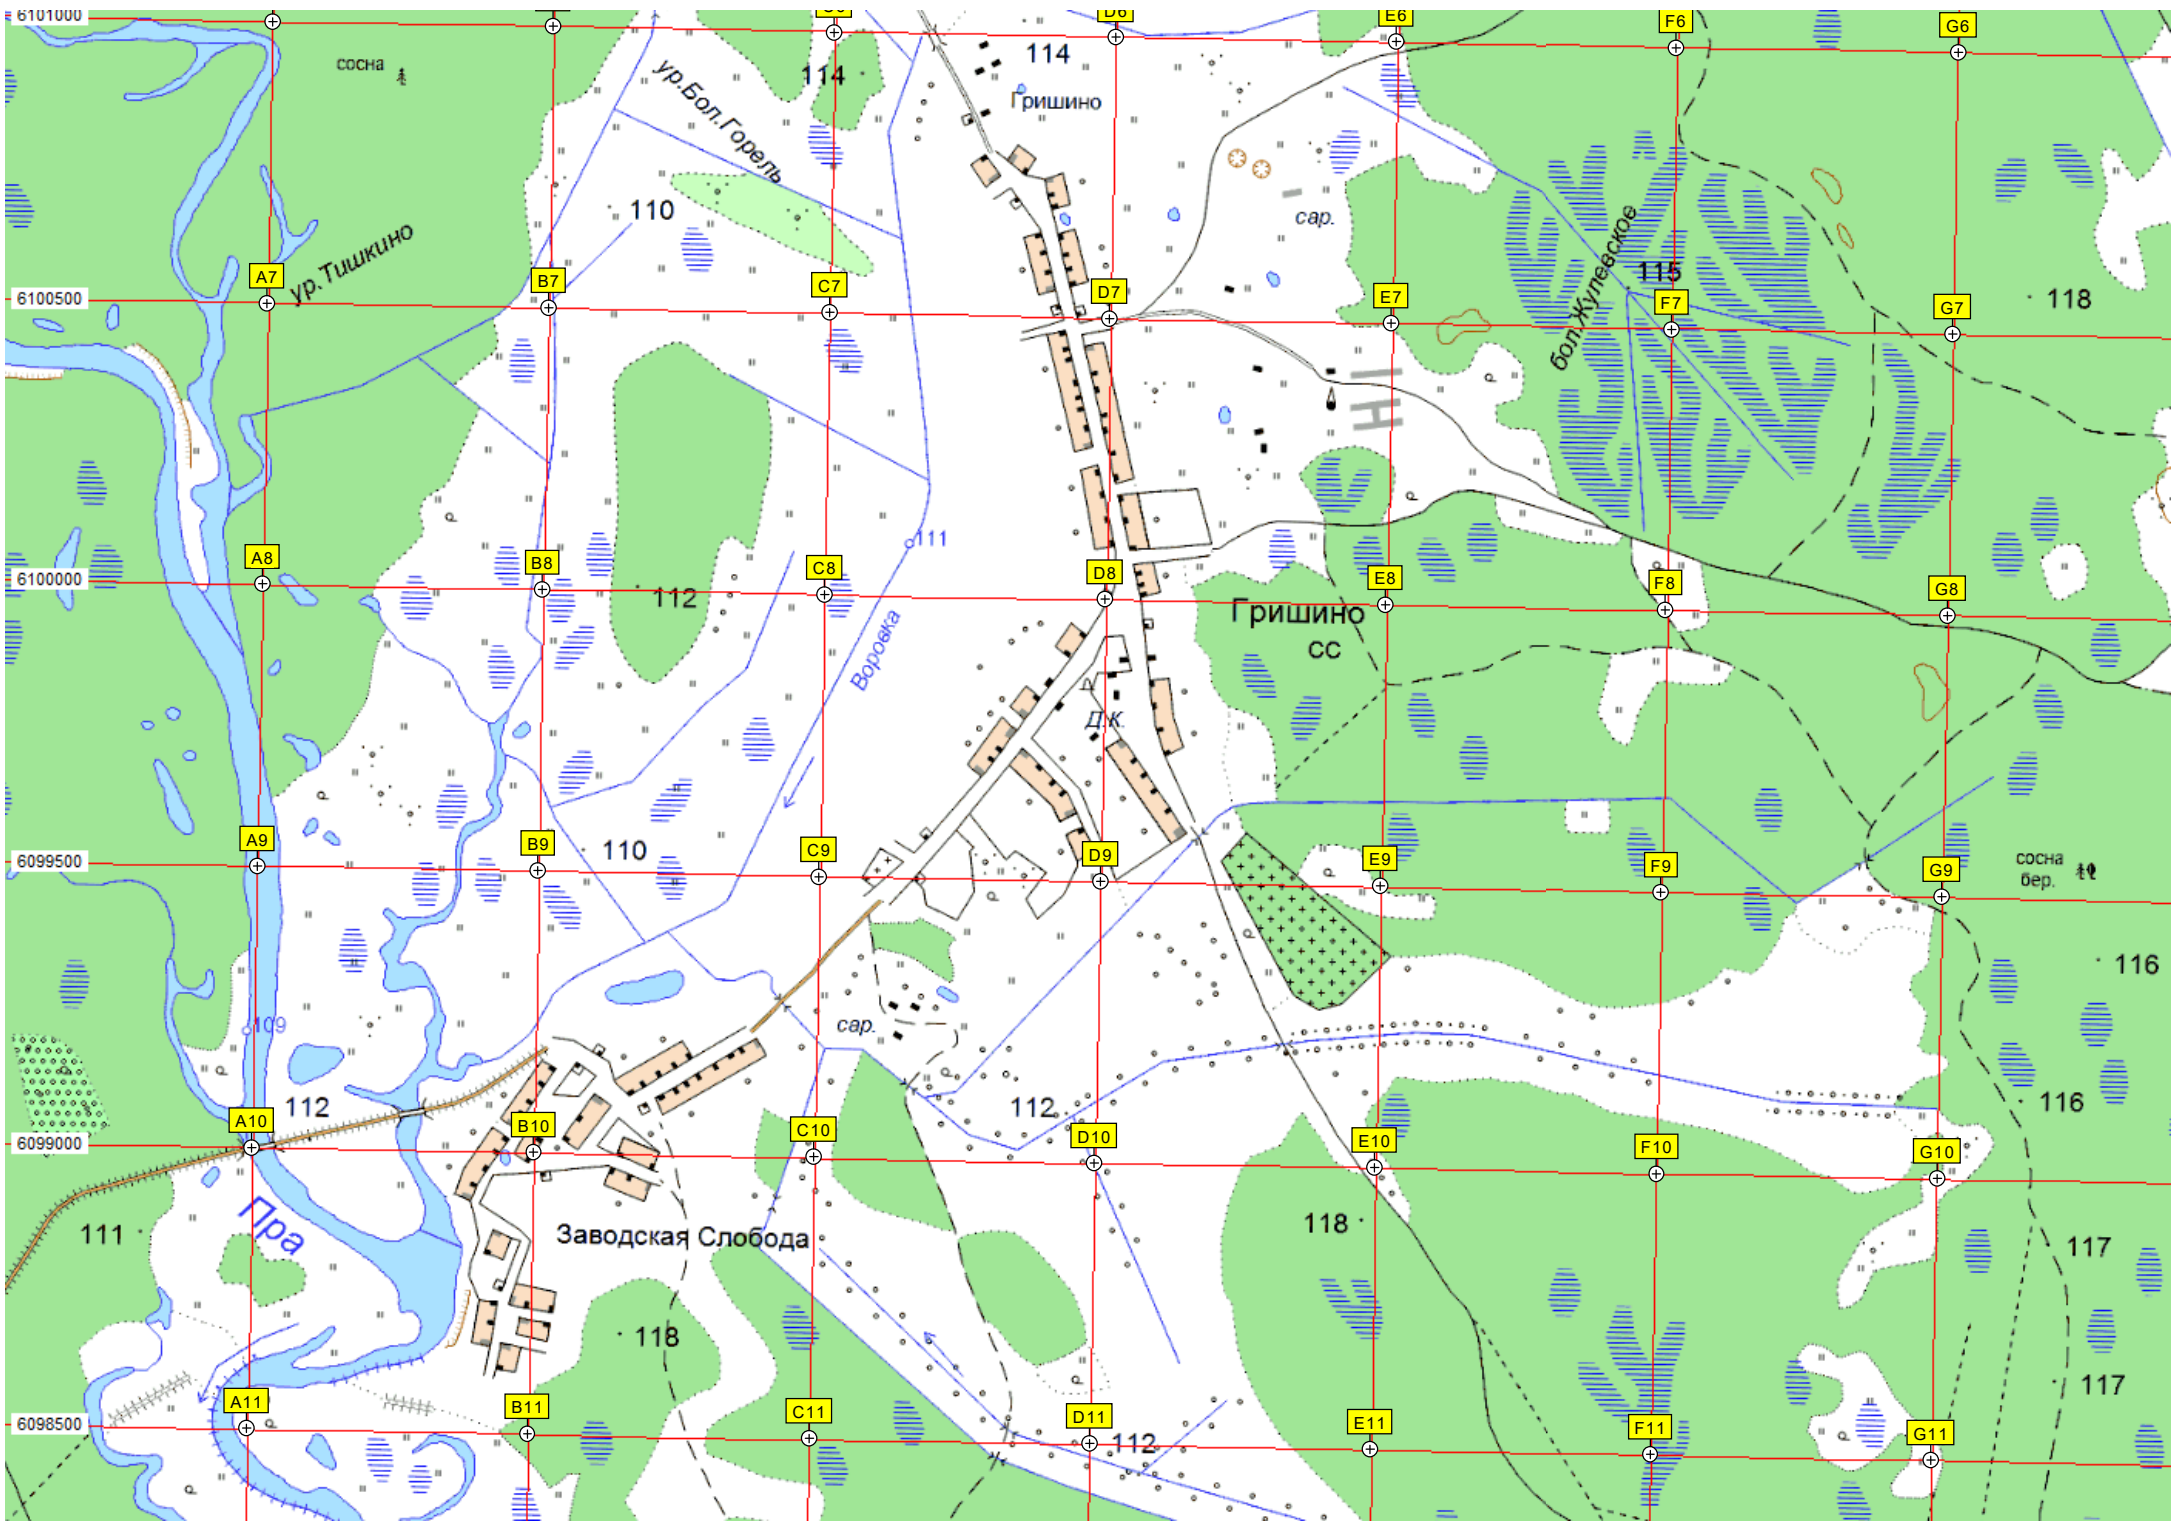 6101000
D6
E6
F6
G6
сосна
114
114
Гришино
ур.Бол.Горель
110
сар.
ур.Тишкино
бол.Жулевское
115
118
A7
B7
C7
D7
E7
F7
G7
6100500
111
A8
B8
C8
D8
E8
F8
G8
6100000
112
Гришино
СС
Воровка
Д.К.
A9
B9
C9
D9
E9
F9
G9
6099500
110
сосна
бер.
116
109
сар.
112
112
116
A10
B10
C10
D10
E10
F10
G10
6099000
Пра
111
Заводская Слобода
118
117
118
117
A11
B11
C11
D11
E11
F11
G11
6098500
112